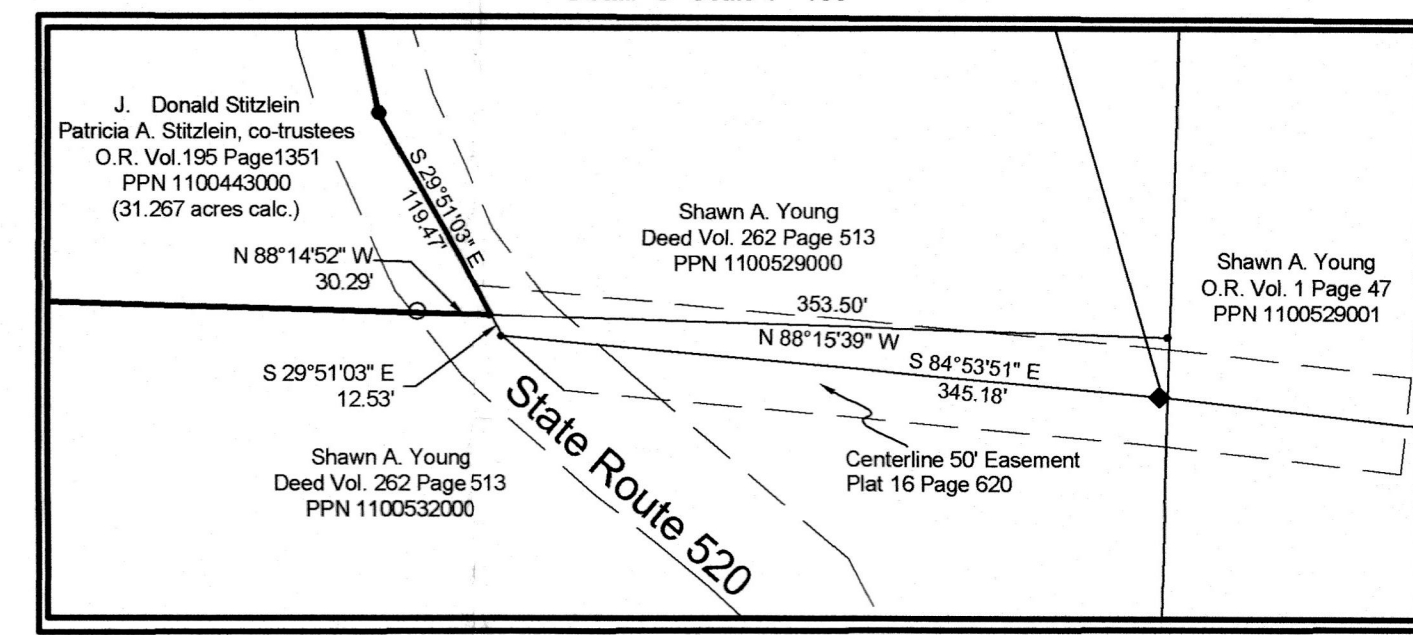 J. Donald Stitzlein
Patricia A. Stitzlein, co-trustees
O.R. Vol.195 Page1351
PPN 1100443000
(31.267 acres calc.)
S 29°51'03" E
119.47'
N 88°14'52" W
30.29'
Shawn A. Young
Deed Vol. 262 Page 513
PPN 1100529000
353.50'
N 88°15'39" W
Shawn A. Young
O.R. Vol. 1 Page 47
PPN 1100529001
S 84°53'51" E
345.18'
S 29°51'03" E
12.53'
State Route 520
Centerline 50' Easement
Plat 16 Page 620
Shawn A. Young
Deed Vol. 262 Page 513
PPN 1100532000